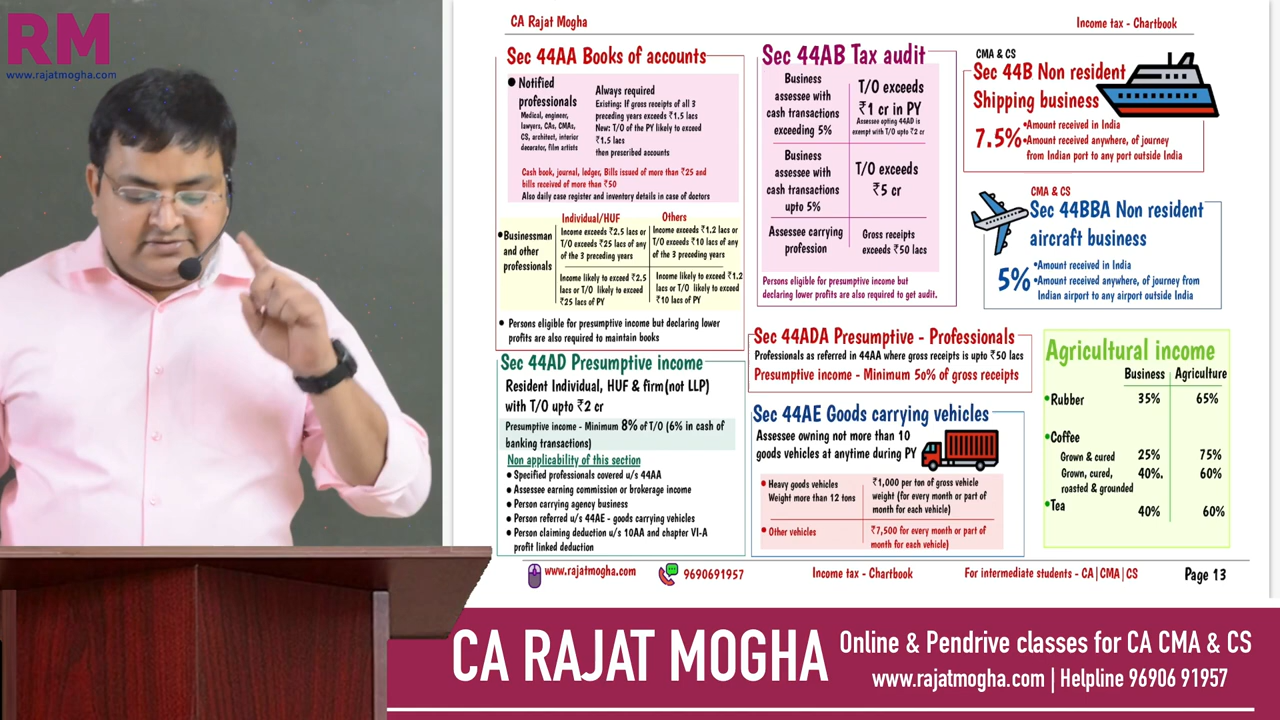 RM
www.rajatmogha.com
CA Rajat Mogha
Income tax - Chartbook
Sec 44AA Books of accounts
Notified
professionals
Medical, engineer,
lawyers, CAs, CMAs,
CS, architect, interior
decorator, film artists
Always required
Existing: If gross receipts of all 3
preceding years exceed ₹1.5 lacs
New: T/O of the PY likely to exceed
₹1.5 lacs
then prescribed accounts
Cash book, journal, ledger, Bills issued of more than ₹25 and
bills received of more than ₹50
Also daily case register and inventory details in case of doctors
Individual/HUF
Others
Businessman
and other
professionals
Income exceeds ₹2.5 lacs or
T/O exceeds ₹25 lacs of any
of the 3 preceding years
Income exceeds ₹1.2 lacs or
T/O exceeds ₹10 lacs of any
of the 3 preceding years
Income likely to exceed ₹2.5
lacs or T/O likely to exceed
₹25 lacs of PY
Income likely to exceed ₹1.2
lacs or T/O likely to exceed
₹10 lacs of PY
Persons eligible for presumptive income but declaring lower
profits are also required to maintain books
Sec 44AD Presumptive income
Resident Individual, HUF & firm(not LLP)
with T/O upto ₹2 cr
Presumptive income - Minimum 8% of T/O (6% in cash of
banking transactions)
Non applicability of this section
Specified professionals covered u/s 44AA
Assessee earning commission or brokerage income
Person carrying agency business
Person referred u/s 44AE - goods carrying vehicles
Person claiming deduction u/s 10AA and chapter VI-A
profit linked deduction
Sec 44AB Tax audit
Business
assessee with
cash transactions
exceeding 5%
T/O exceeds
₹1 cr in PY
Assessee opting 44AD is
exempt with T/O upto ₹2 cr
Business
assessee with
cash transactions
upto 5%
T/O exceeds
₹5 cr
Assessee carrying
profession
Gross receipts
exceeds ₹50 lacs
Persons eligible for presumptive income but
declaring lower profits are also required to get audit.
Sec 44ADA Presumptive - Professionals
Professionals as referred in 44AA where gross receipts is upto ₹50 lacs
Presumptive income - Minimum 50% of gross receipts
Sec 44AE Goods carrying vehicles
Assessee owning not more than 10
goods vehicles at anytime during PY
Heavy goods vehicles
Weight more than 12 tons
₹1,000 per ton of gross vehicle
weight (for every month or part of
month for each vehicle)
Other vehicles
₹7,500 for every month or part of
month for each vehicle)
CMA & CS
Sec 44B Non resident
Shipping business
7.5%
•Amount received in India
•Amount received anywhere, of journey
from Indian port to any port outside India
CMA & CS
Sec 44BBA Non resident
aircraft business
5%
•Amount received in India
•Amount received anywhere, of journey from
Indian airport to any airport outside India
Agricultural income
Business Agriculture
•Rubber 35% 65%
•Coffee
Grown & cured 25% 75%
Grown, cured, 40%. 60%
roasted & grounded
•Tea 40% 60%
www.rajatmogha.com
9690691957
Income tax - Chartbook
For intermediate students - CA|CMA|CS
Page 13
CA RAJAT MOGHA
Online & Pendrive classes for CA CMA & CS
www.rajatmogha.com | Helpline 96906 91957